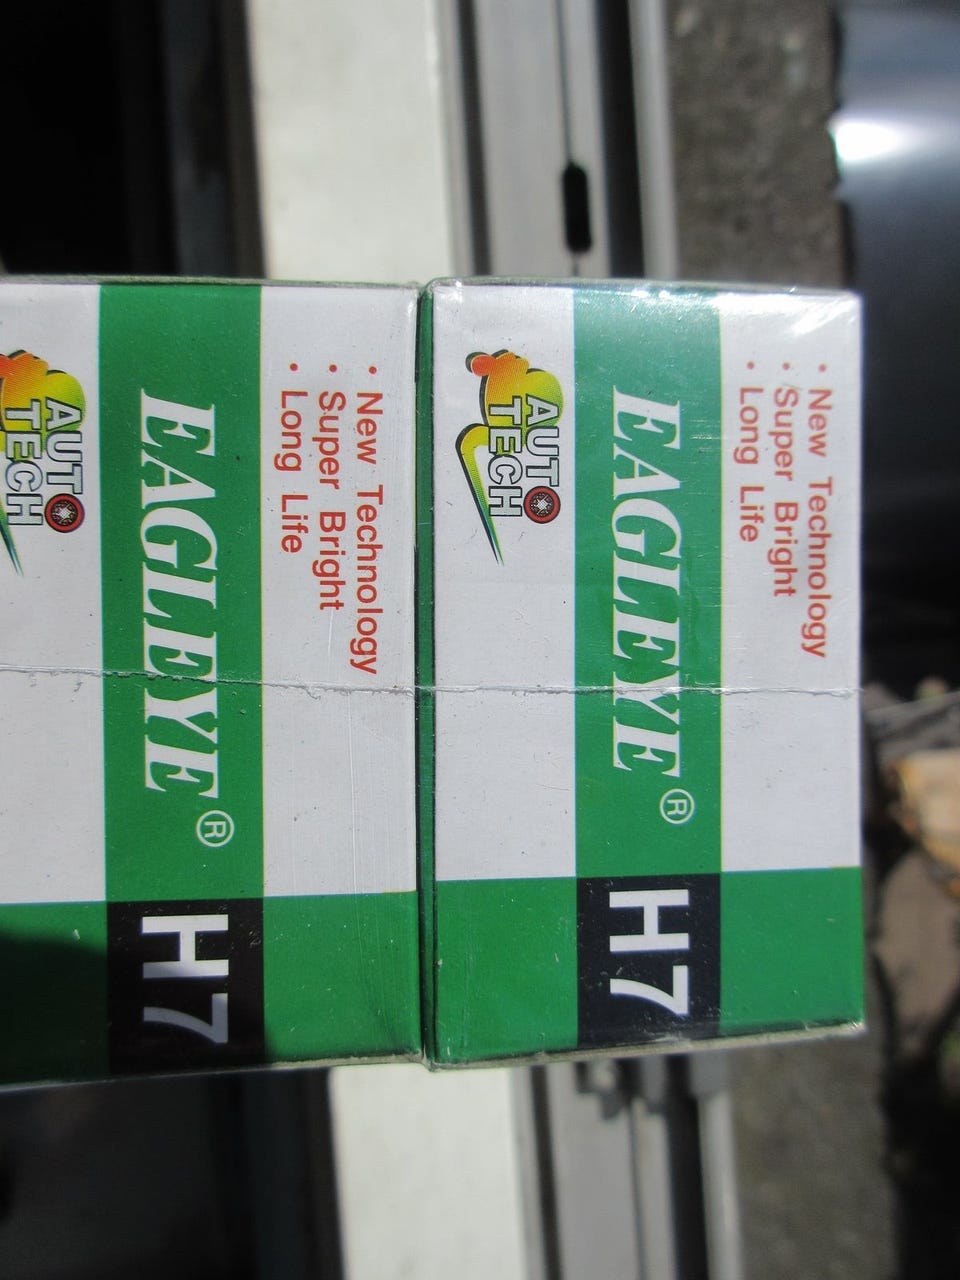 • New Technology
• Super Bright
• Long Life
EAGLEYE®
H7
AUTO
TECH
• New Technology
• Super Bright
• Long Life
EAGLEYE®
H7
AUTO
TECH